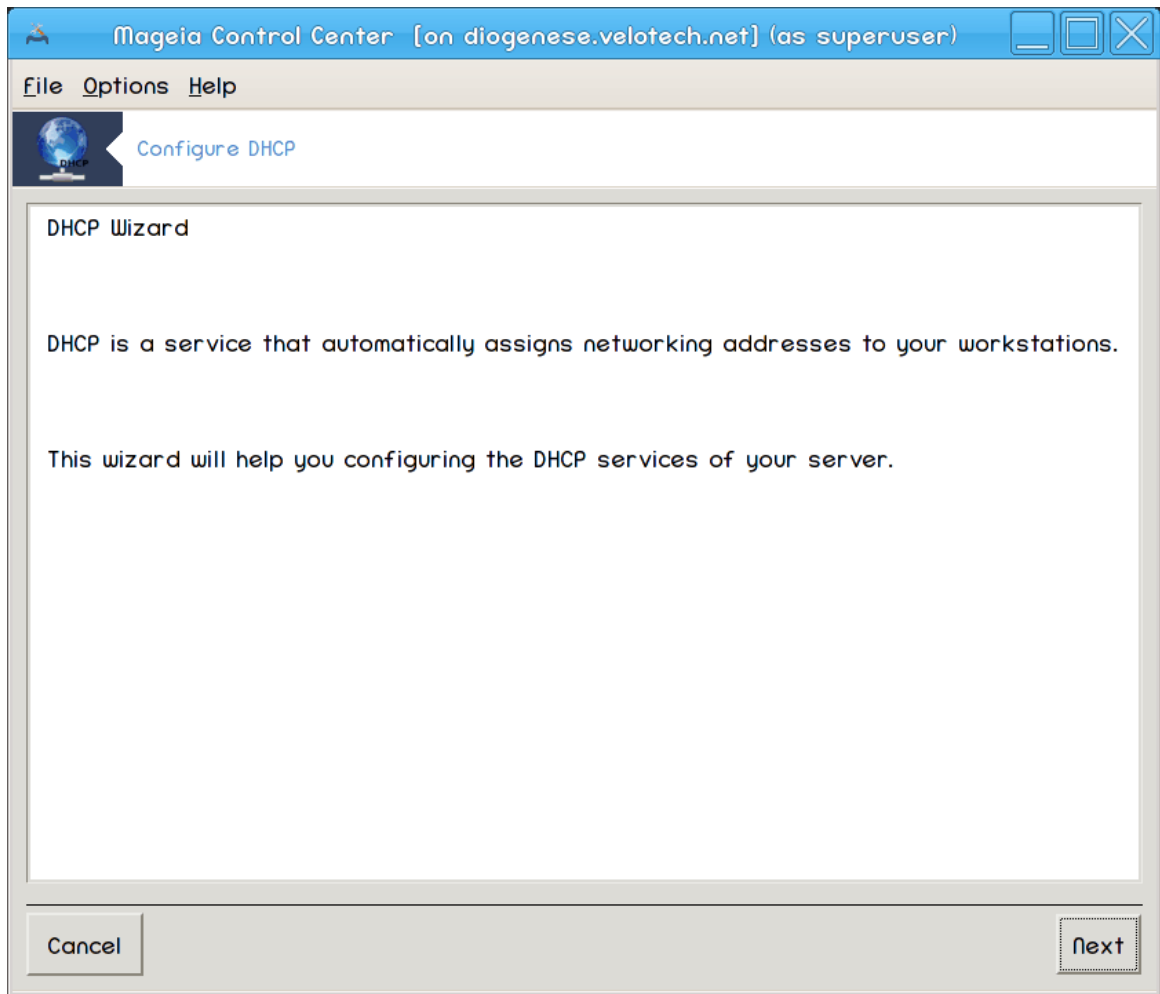 Mageia Control Center [on diogenese.velotech.net] (as superuser)
File Options Help
DHCP
Configure DHCP
DHCP Wizard
DHCP is a service that automatically assigns networking addresses to your workstations.
This wizard will help you configuring the DHCP services of your server.
Cancel
Next